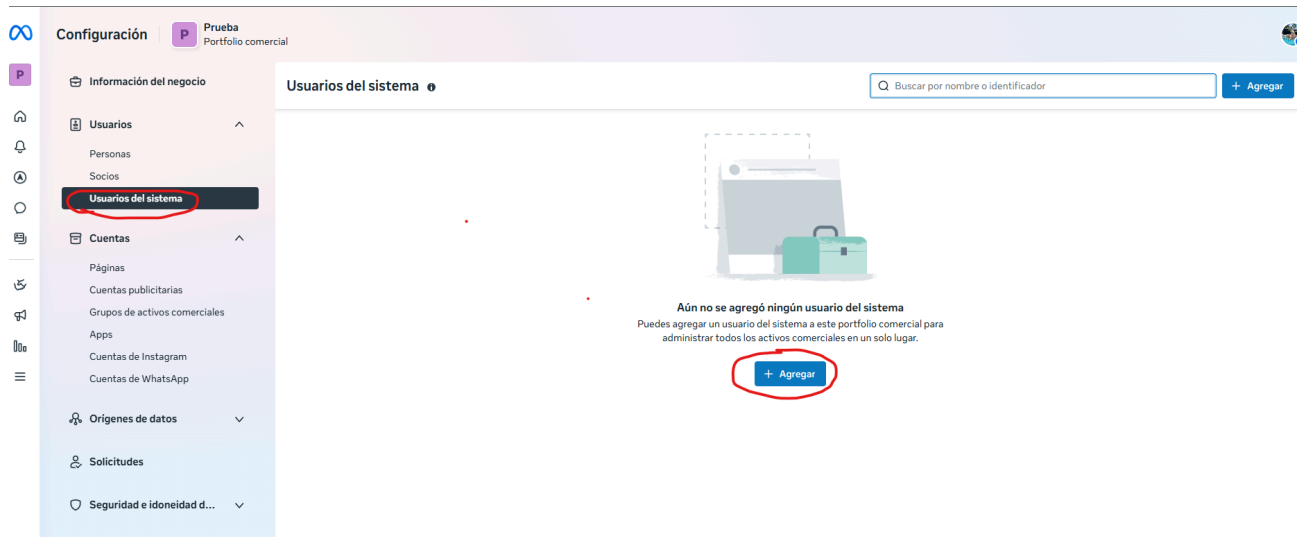 Configuración
P
Prueba
Portfolio comercial
P
Información del negocio
Usuarios
Personas
Socios
Usuarios del sistema
Cuentas
Páginas
Cuentas publicitarias
Grupos de activos comerciales
Apps
Cuentas de Instagram
Cuentas de WhatsApp
Orígenes de datos
Solicitudes
Seguridad e idoneidad d...
Usuarios del sistema
Buscar por nombre o identificador
+ Agregar
Aún no se agregó ningún usuario del sistema
Puedes agregar un usuario del sistema a este portfolio comercial para
administrar todos los activos comerciales en un solo lugar.
+ Agregar